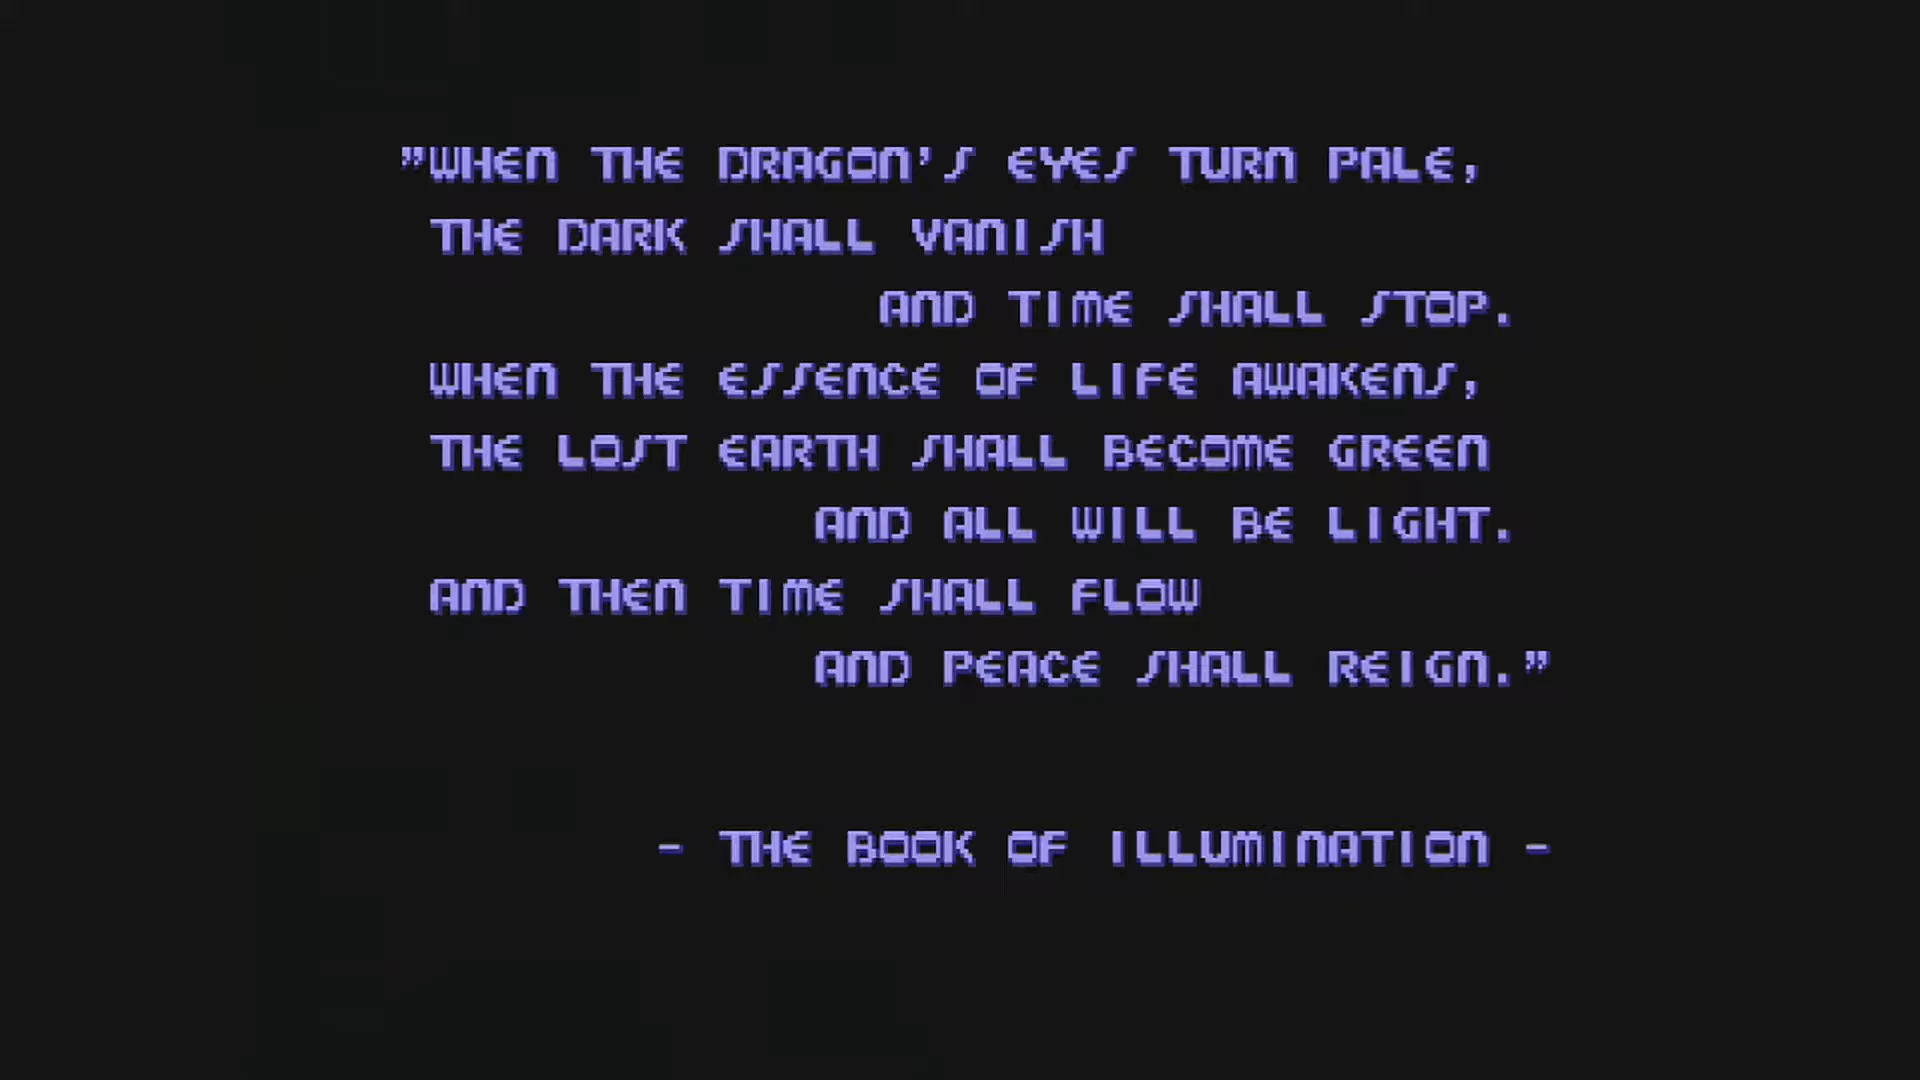 "WHEN THE DRAGON'S EYES TURN PALE,
THE DARK SHALL VANISH
AND TIME SHALL STOP.
WHEN THE ESSENCE OF LIFE AWAKENS,
THE LOST EARTH SHALL BECOME GREEN
AND ALL WILL BE LIGHT.
AND THEN TIME SHALL FLOW
AND PEACE SHALL REIGN."
- THE BOOK OF ILLUMINATION -